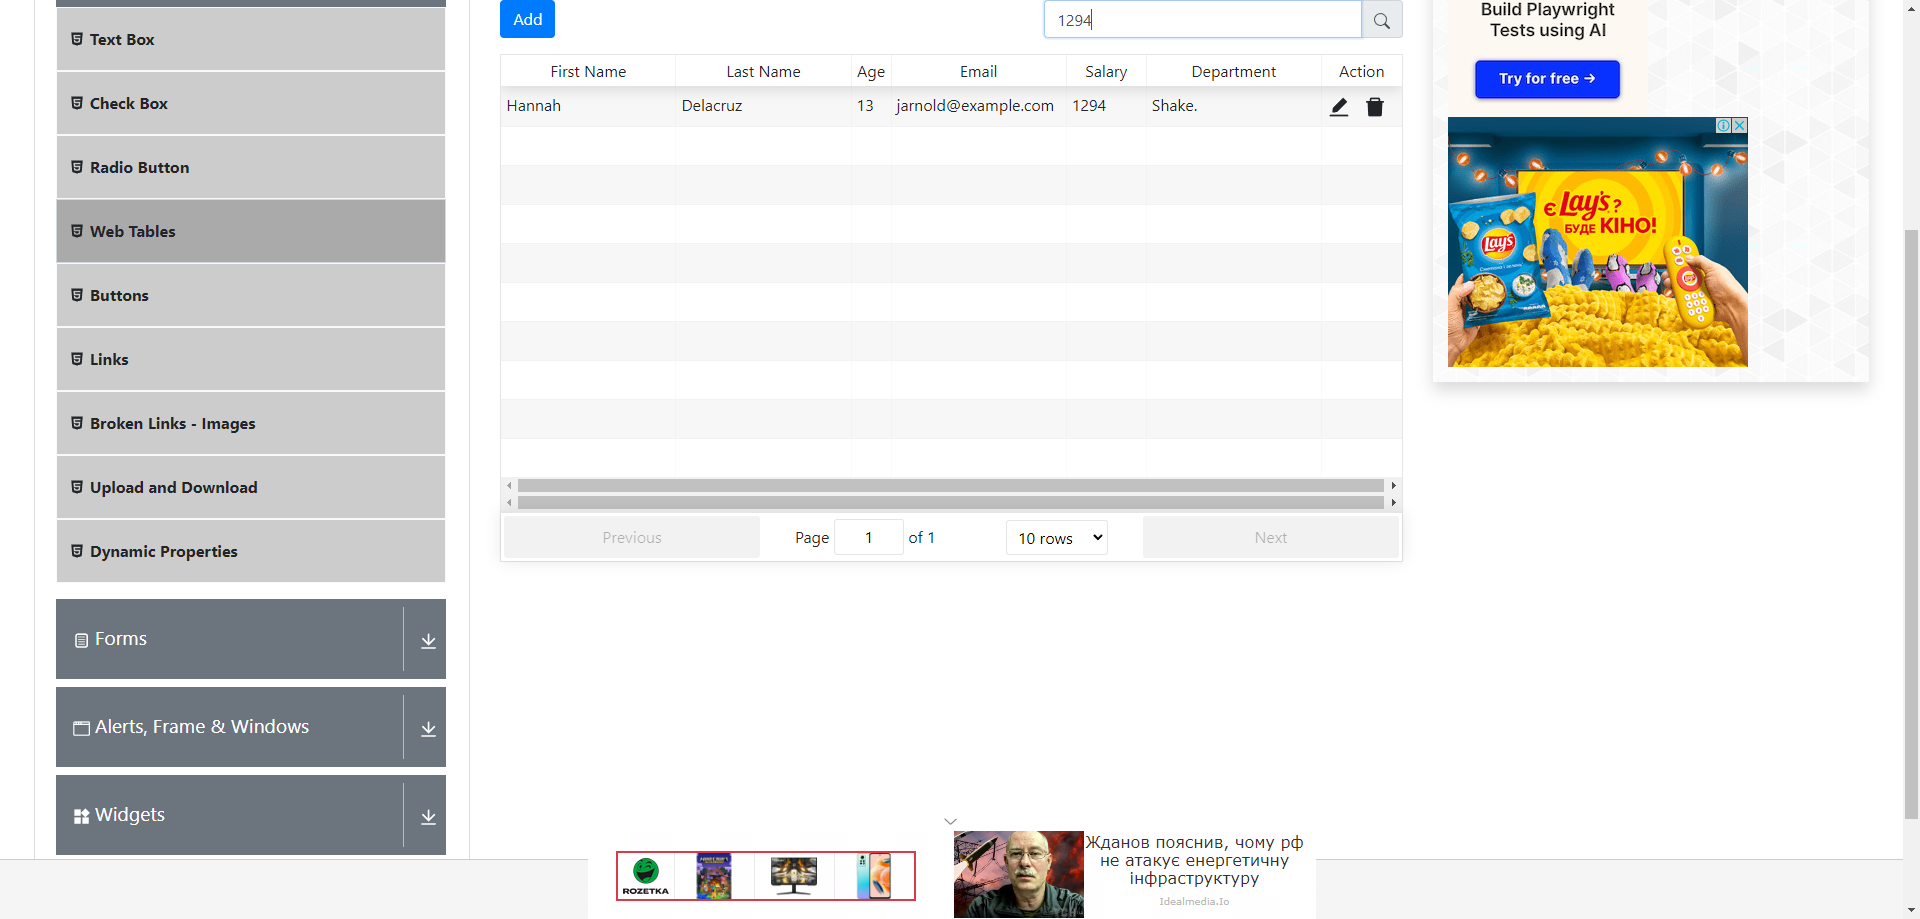 Text Box
Check Box
Radio Button
Web Tables
Buttons
Links
Broken Links - Images
Upload and Download
Dynamic Properties
Forms
Alerts, Frame & Windows
Widgets
Add
1294
First Name Last Name Age Email Salary Department Action
Hannah Delacruz 13 jarnold@example.com 1294 Shake.
Previous Page 1 of 1 10 rows Next
Build Playwright
Tests using AI
Try for free →
є Lay's?
БУДЕ КІНО!
Lay's
ROZETKA
MINECRAFT
Жданов пояснив, чому рф
не атакує енергетичну
інфраструктуру
Idealmedia.Io